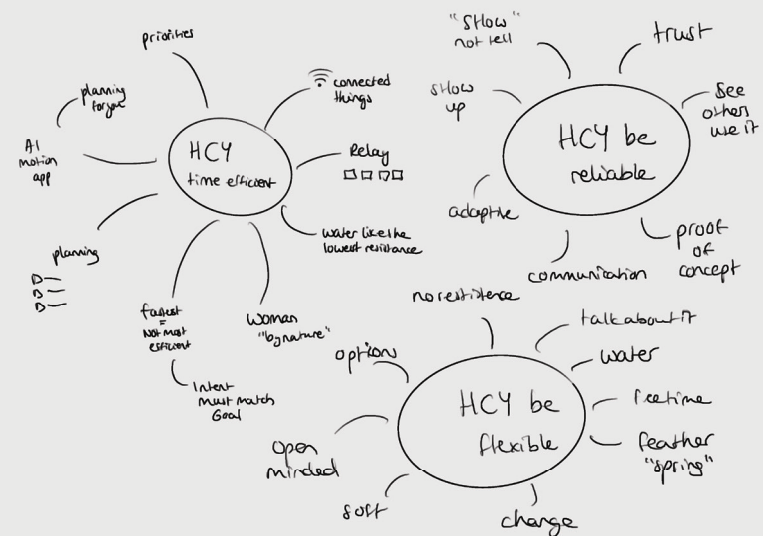 priorities
planning
for you
AI
motion
app
HCY
time efficient
connected
things
Relay
water like the
lowest resistance
planning
fastest
=
Not most
efficient
Intent
must match
Goal
Woman
"by nature"
"Show"
not tell
trust
Show
up
See
others
use it
HCY be
reliable
adaptive
proof
of
concept
communication
no restistence
talk about it
option
water
HCY be
flexible
freetime
feather
"spring"
open
minded
soft
change